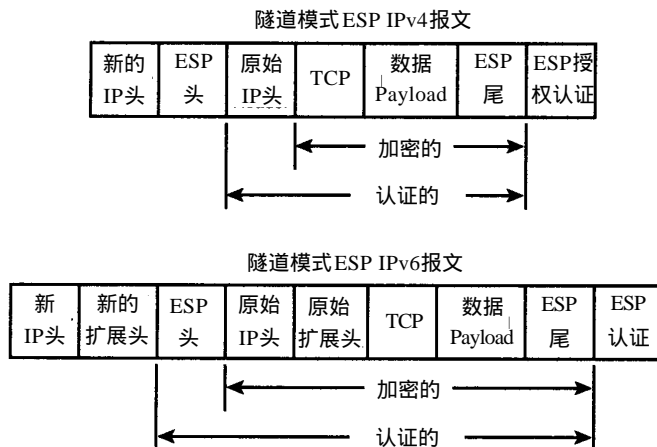 隧道模式ESP IPv4报文
新的 ESP 原始 TCP 数据 ESP ESP授
IP头 头 IP头 Payload 尾 权认证
加密的
认证的
隧道模式ESP IPv6报文
新 新的 ESP 原始 原始 TCP 数据 ESP ESP
IP头 扩展头 头 IP头 扩展头 Payload 尾 认证
加密的
认证的